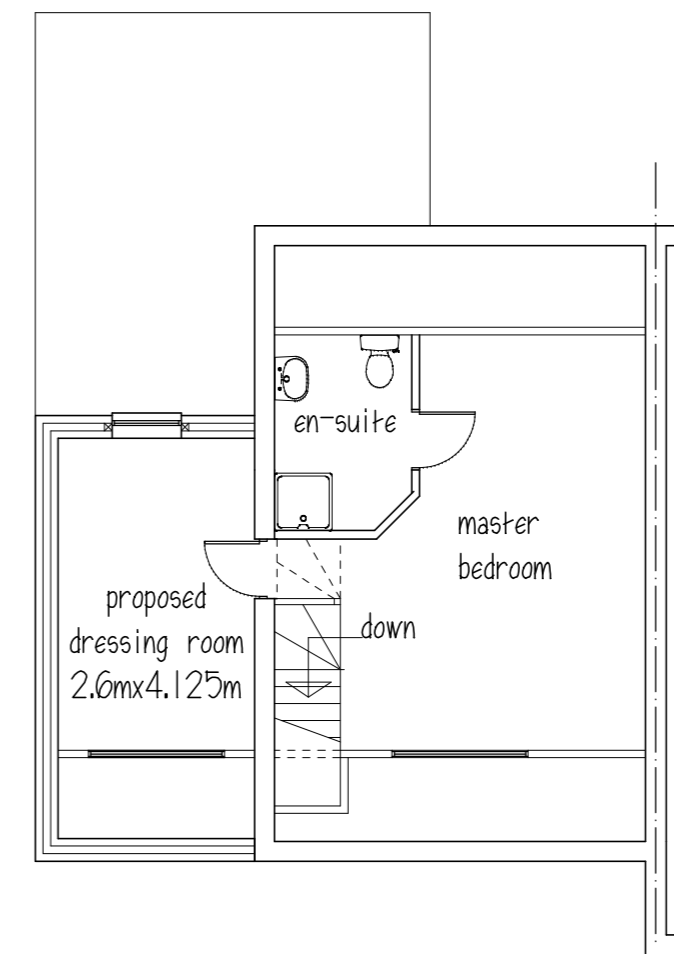 en-suite
master
bedroom
proposed
dressing room
2.6mx4.125m
down